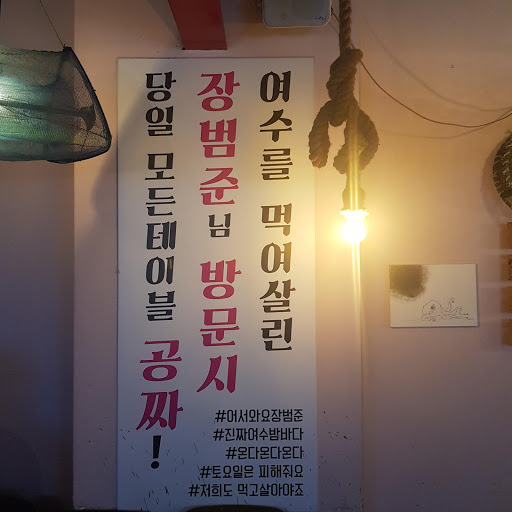 여수를 먹여살린
장범준님 방문시
당일 모든테이블 공짜!
#어서와요장범준
#진짜여수밤바다
#온다온다온다
#토요일은 피해줘요
#저희도 먹고살아야죠